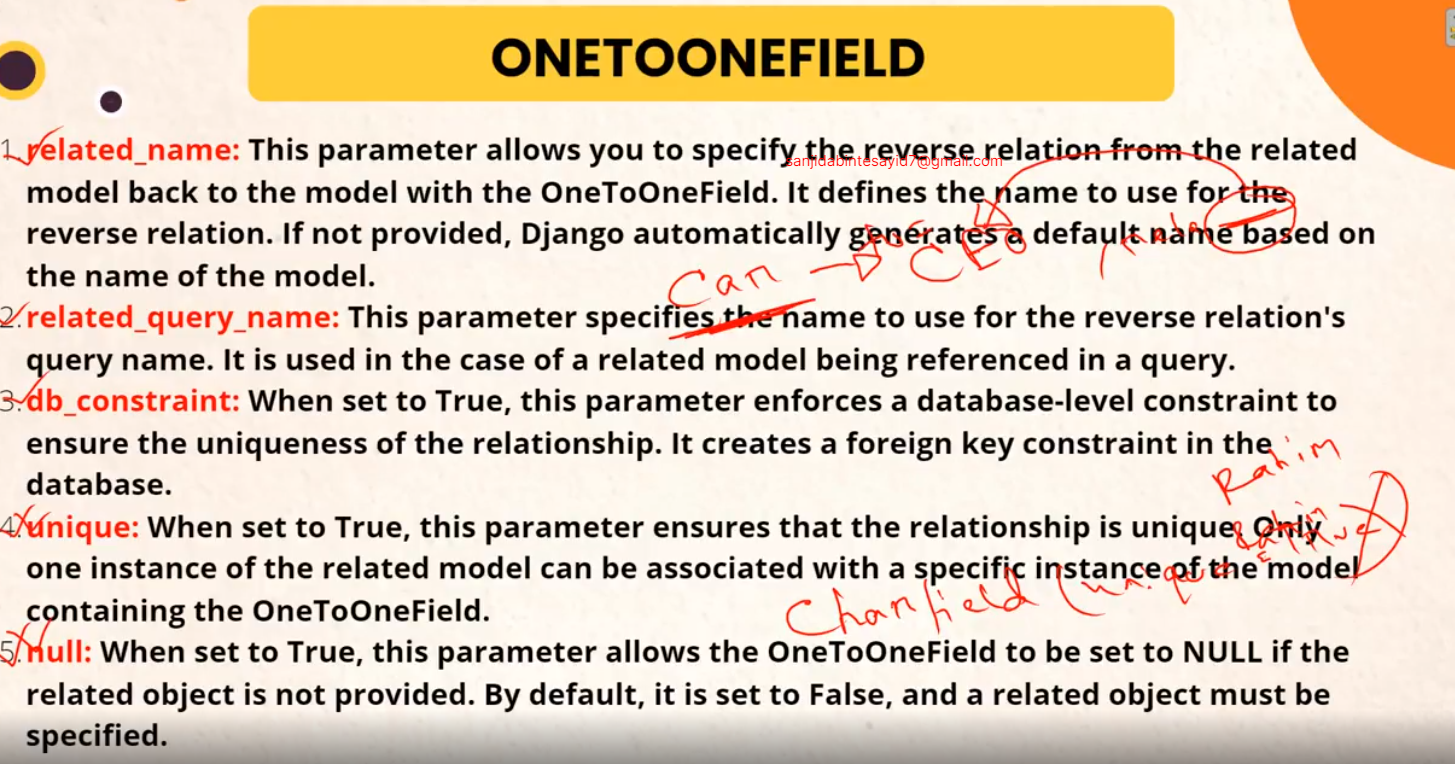 ONETOONEFIELD
1. related_name: This parameter allows you to specify the reverse relation from the related
sanjidabintesayid7@gmail.com
model back to the model with the OneToOneField. It defines the name to use for the
reverse relation. If not provided, Django automatically generates a default name based on
CEO
the name of the model.
Can
2. related_query_name: This parameter specifies the name to use for the reverse relation's
query name. It is used in the case of a related model being referenced in a query.
3. db_constraint: When set to True, this parameter enforces a database-level constraint to
ensure the uniqueness of the relationship. It creates a foreign key constraint in the
Rahim
database.
4. unique: When set to True, this parameter ensures that the relationship is unique. Only
Rahim
one instance of the related model can be associated with a specific instance of the model
Charfield (unique = True)
containing the OneToOneField.
5. null: When set to True, this parameter allows the OneToOneField to be set to NULL if the
related object is not provided. By default, it is set to False, and a related object must be
specified.